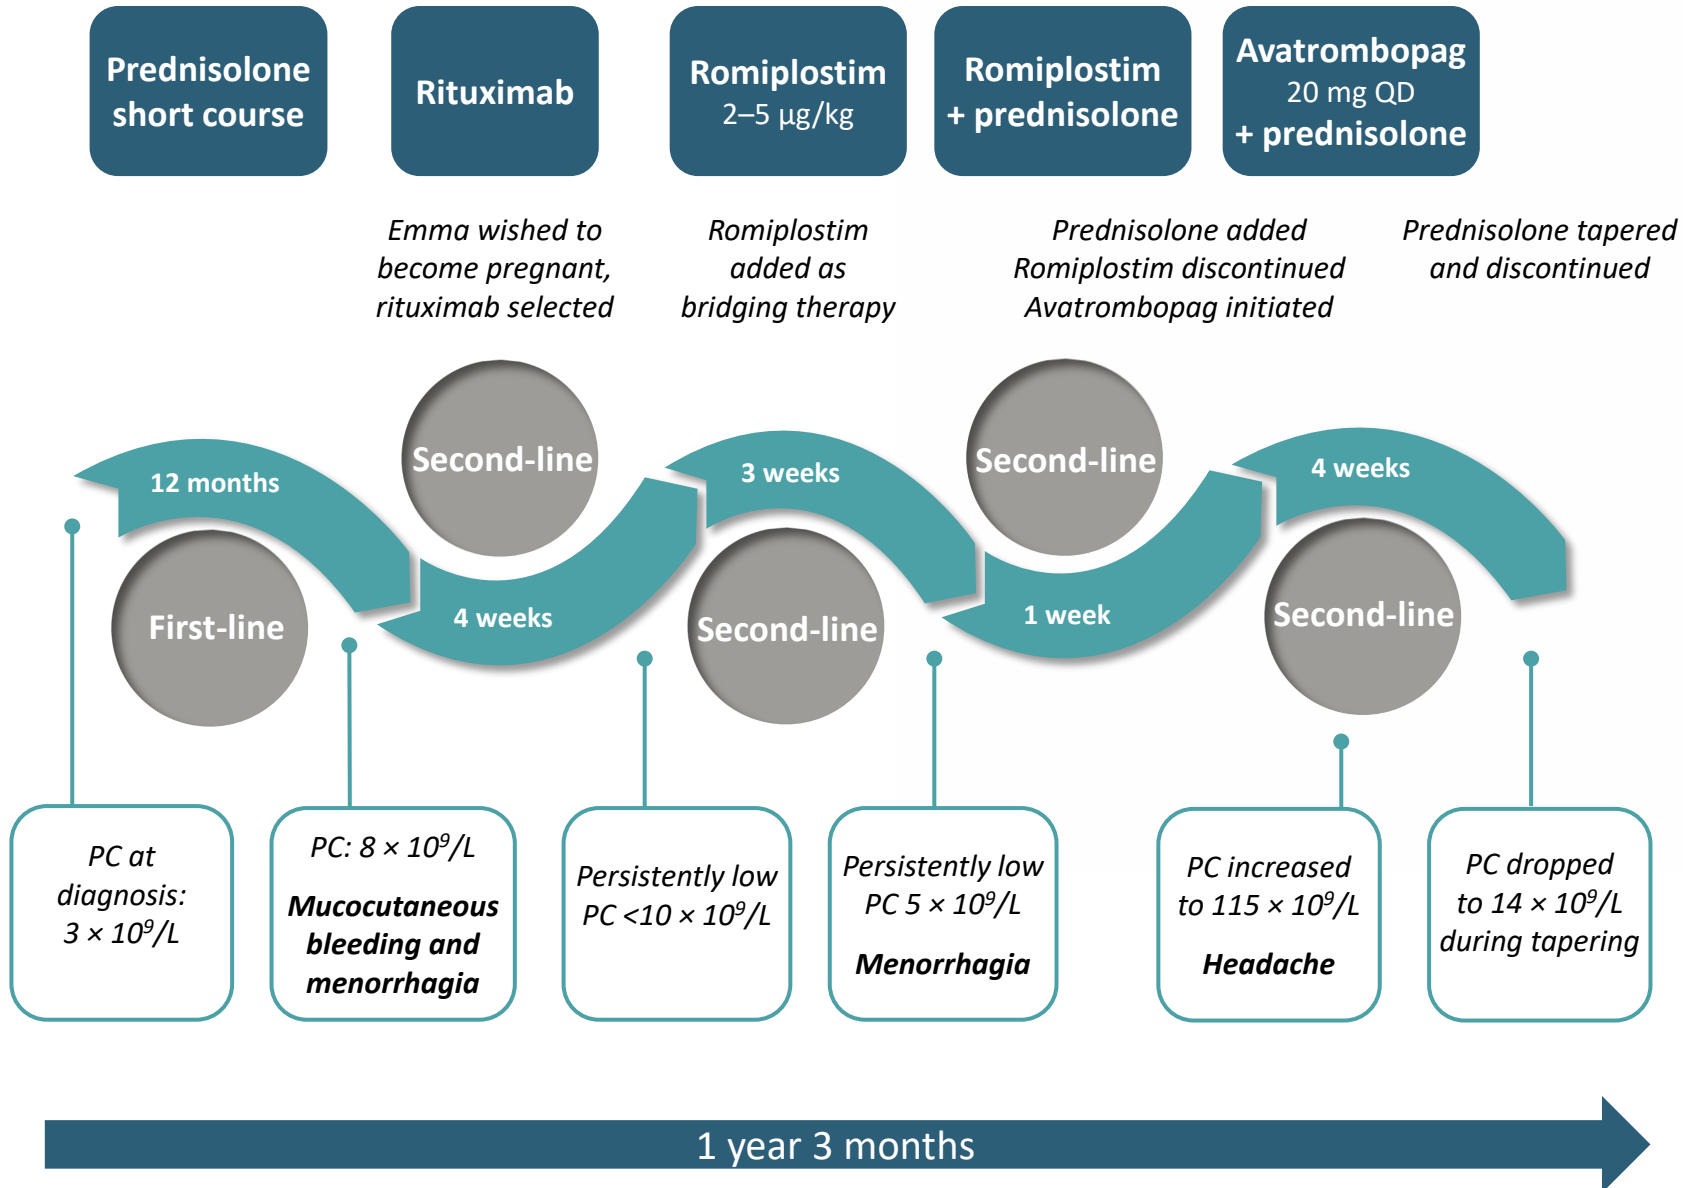 Prednisolone
short course
Rituximab
Romiplostim
2–5 µg/kg
Romiplostim
+ prednisolone
Avatrombopag
20 mg QD
+ prednisolone
Emma wished to
become pregnant,
rituximab selected
Romiplostim
added as
bridging therapy
Prednisolone added
Romiplostim discontinued
Avatrombopag initiated
Prednisolone tapered
and discontinued
12 months
First-line
Second-line
4 weeks
3 weeks
Second-line
Second-line
1 week
4 weeks
Second-line
PC at
diagnosis:
3 × 10⁹/L
PC: 8 × 10⁹/L
Mucocutaneous
bleeding and
menorrhagia
Persistently low
PC <10 × 10⁹/L
Persistently low
PC 5 × 10⁹/L
Menorrhagia
PC increased
to 115 × 10⁹/L
Headache
PC dropped
to 14 × 10⁹/L
during tapering
1 year 3 months